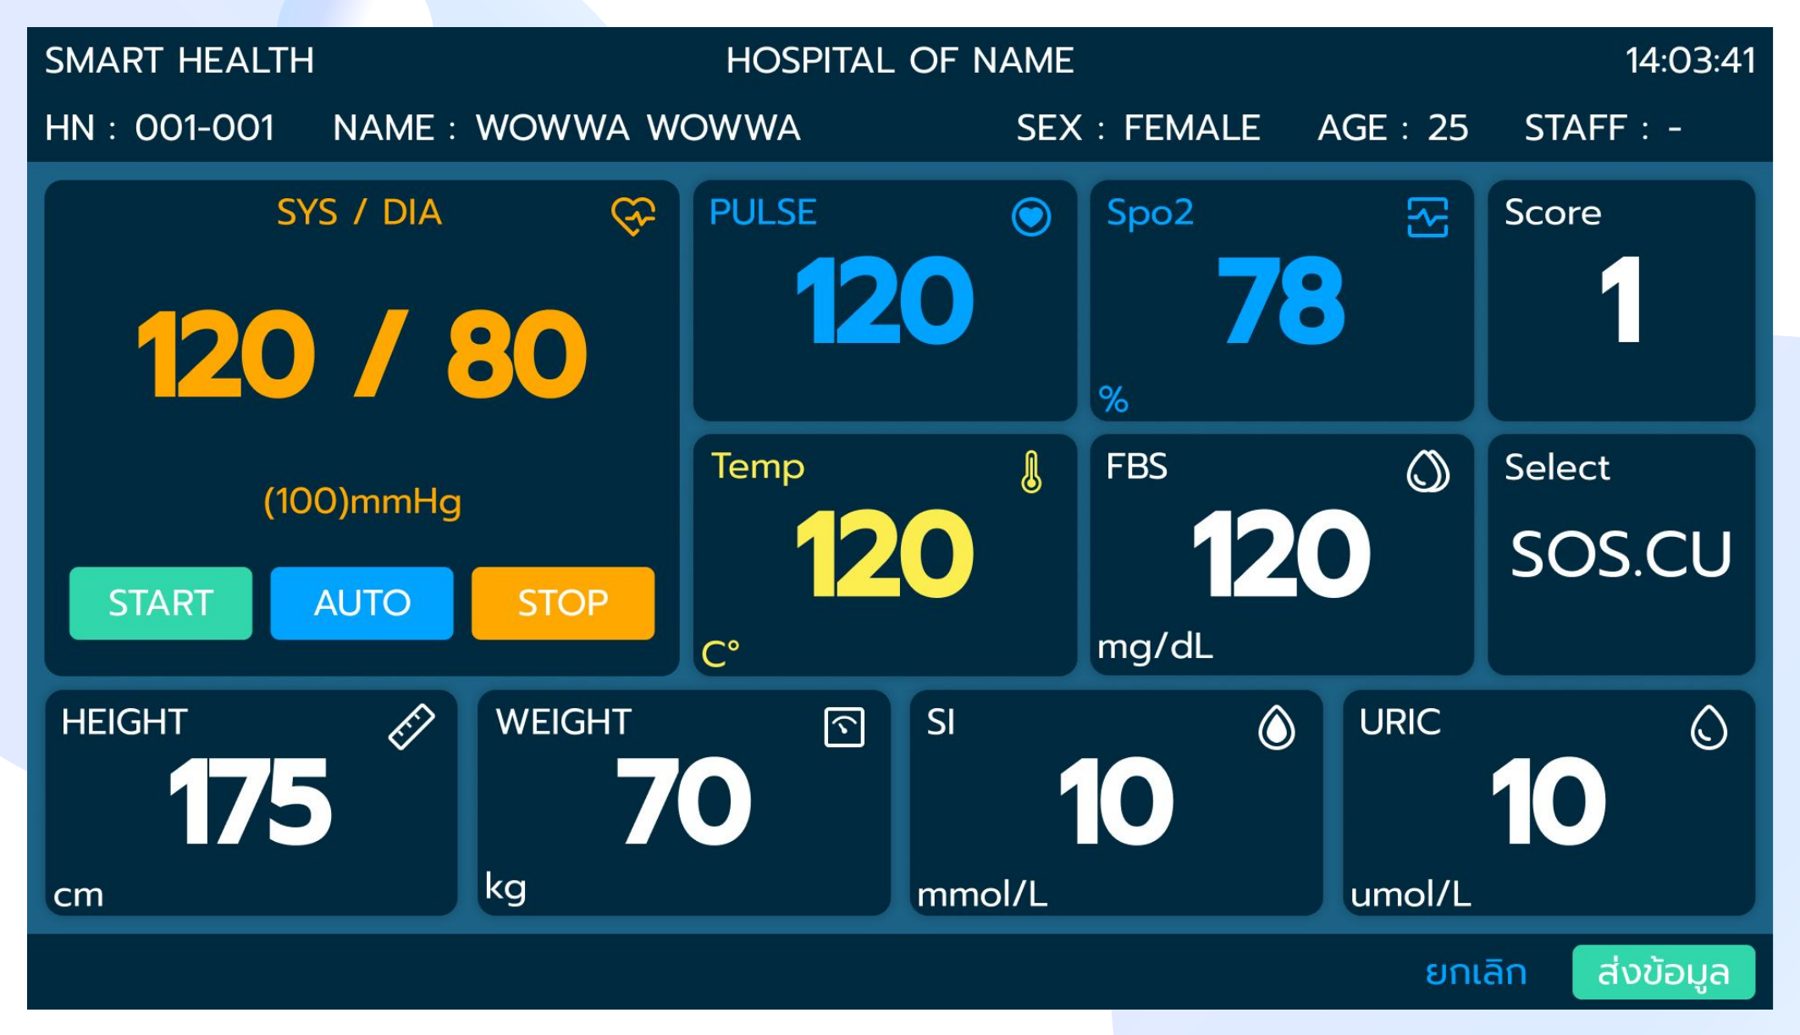 SMART HEALTH HOSPITAL OF NAME 14:03:41
HN : 001-001 NAME : WOWWA WOWWA SEX : FEMALE AGE : 25 STAFF : -
SYS / DIA
120 / 80
(100)mmHg
START AUTO STOP
PULSE
120
Spo2
78
%
Score
1
Temp
120
C°
FBS
120
mg/dL
Select
SOS.CU
HEIGHT
175
cm
WEIGHT
70
kg
SI
10
mmol/L
URIC
10
umol/L
ยกเลิก ส่งข้อมูล